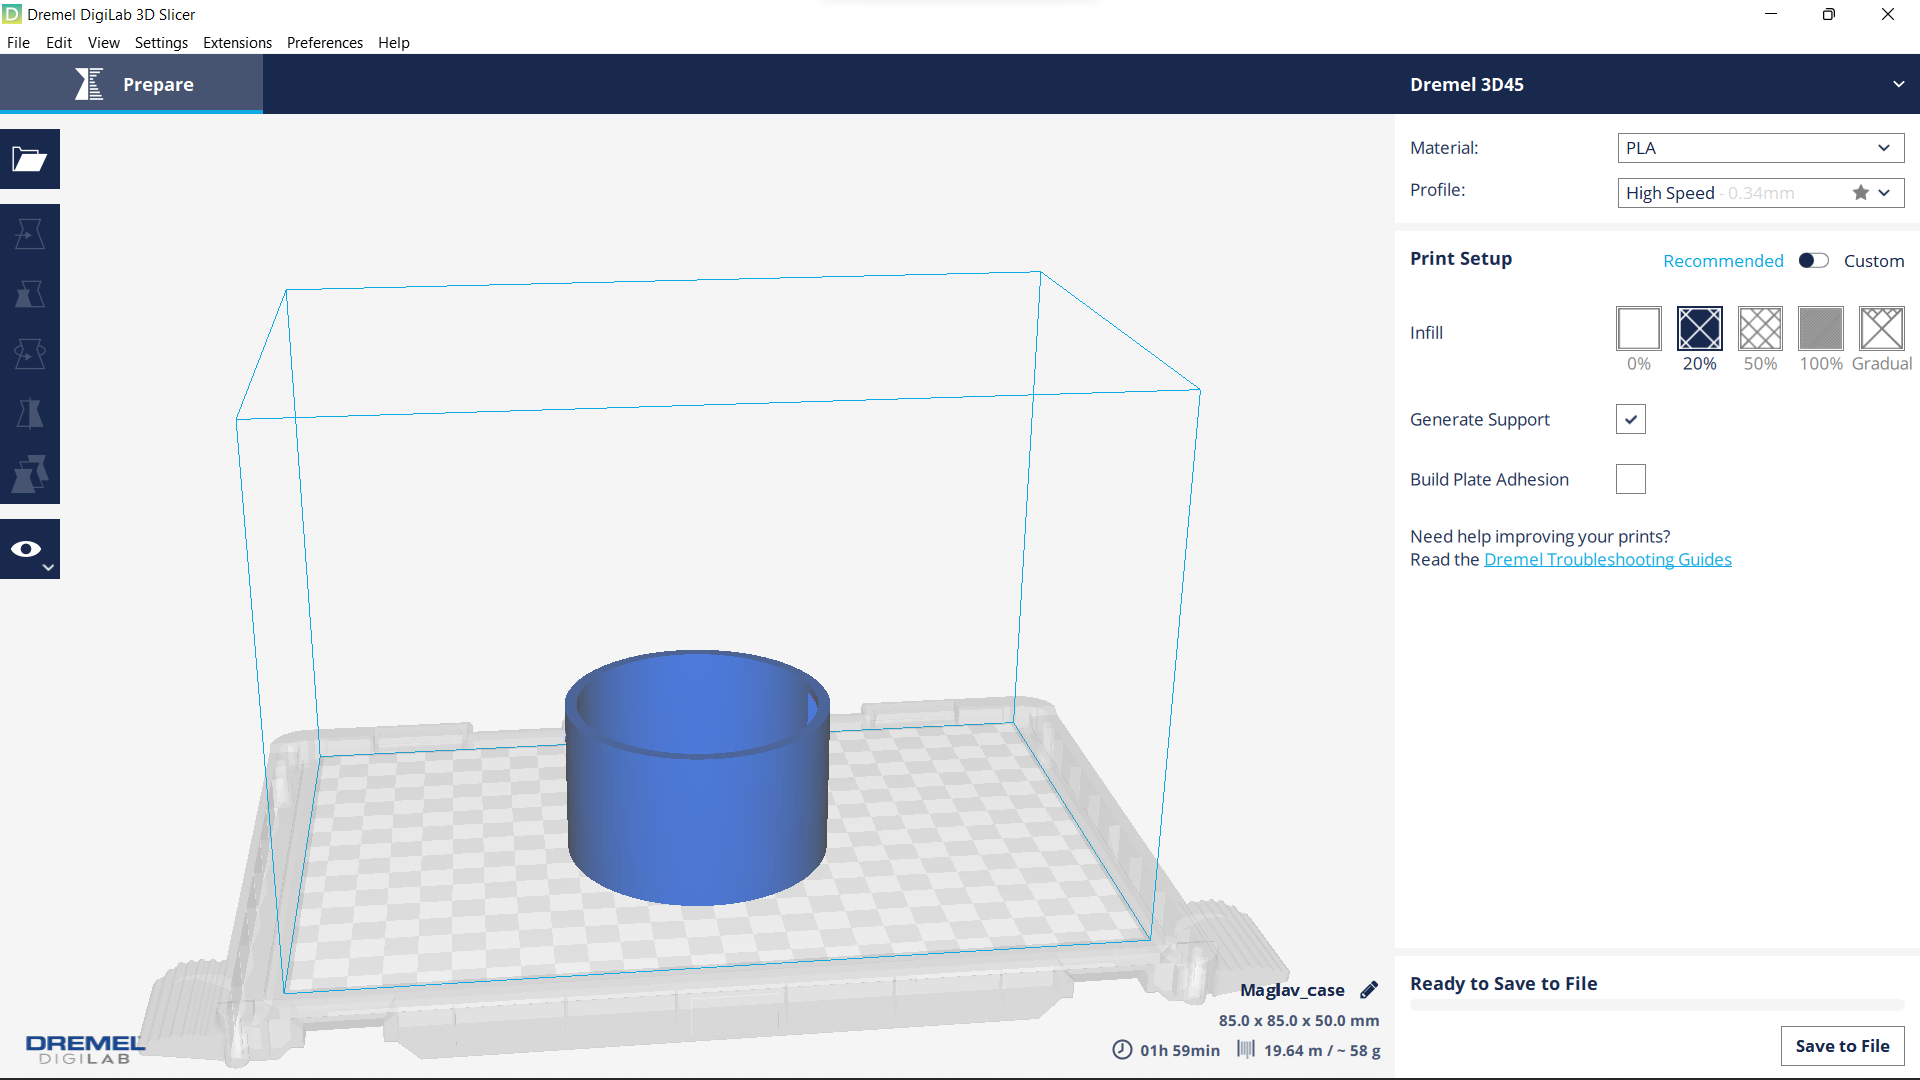 Dremel DigiLab 3D Slicer
File Edit View Settings Extensions Preferences Help
Prepare
Dremel 3D45
Material: PLA
Profile: High Speed - 0.34mm
Print Setup Recommended Custom
Infill
0% 20% 50% 100% Gradual
Generate Support
Build Plate Adhesion
Need help improving your prints?
Read the Dremel Troubleshooting Guides
Maglav_case
85.0 x 85.0 x 50.0 mm
01h 59min 19.64 m / ~ 58 g
DREMEL
DIGILAB
Ready to Save to File
Save to File